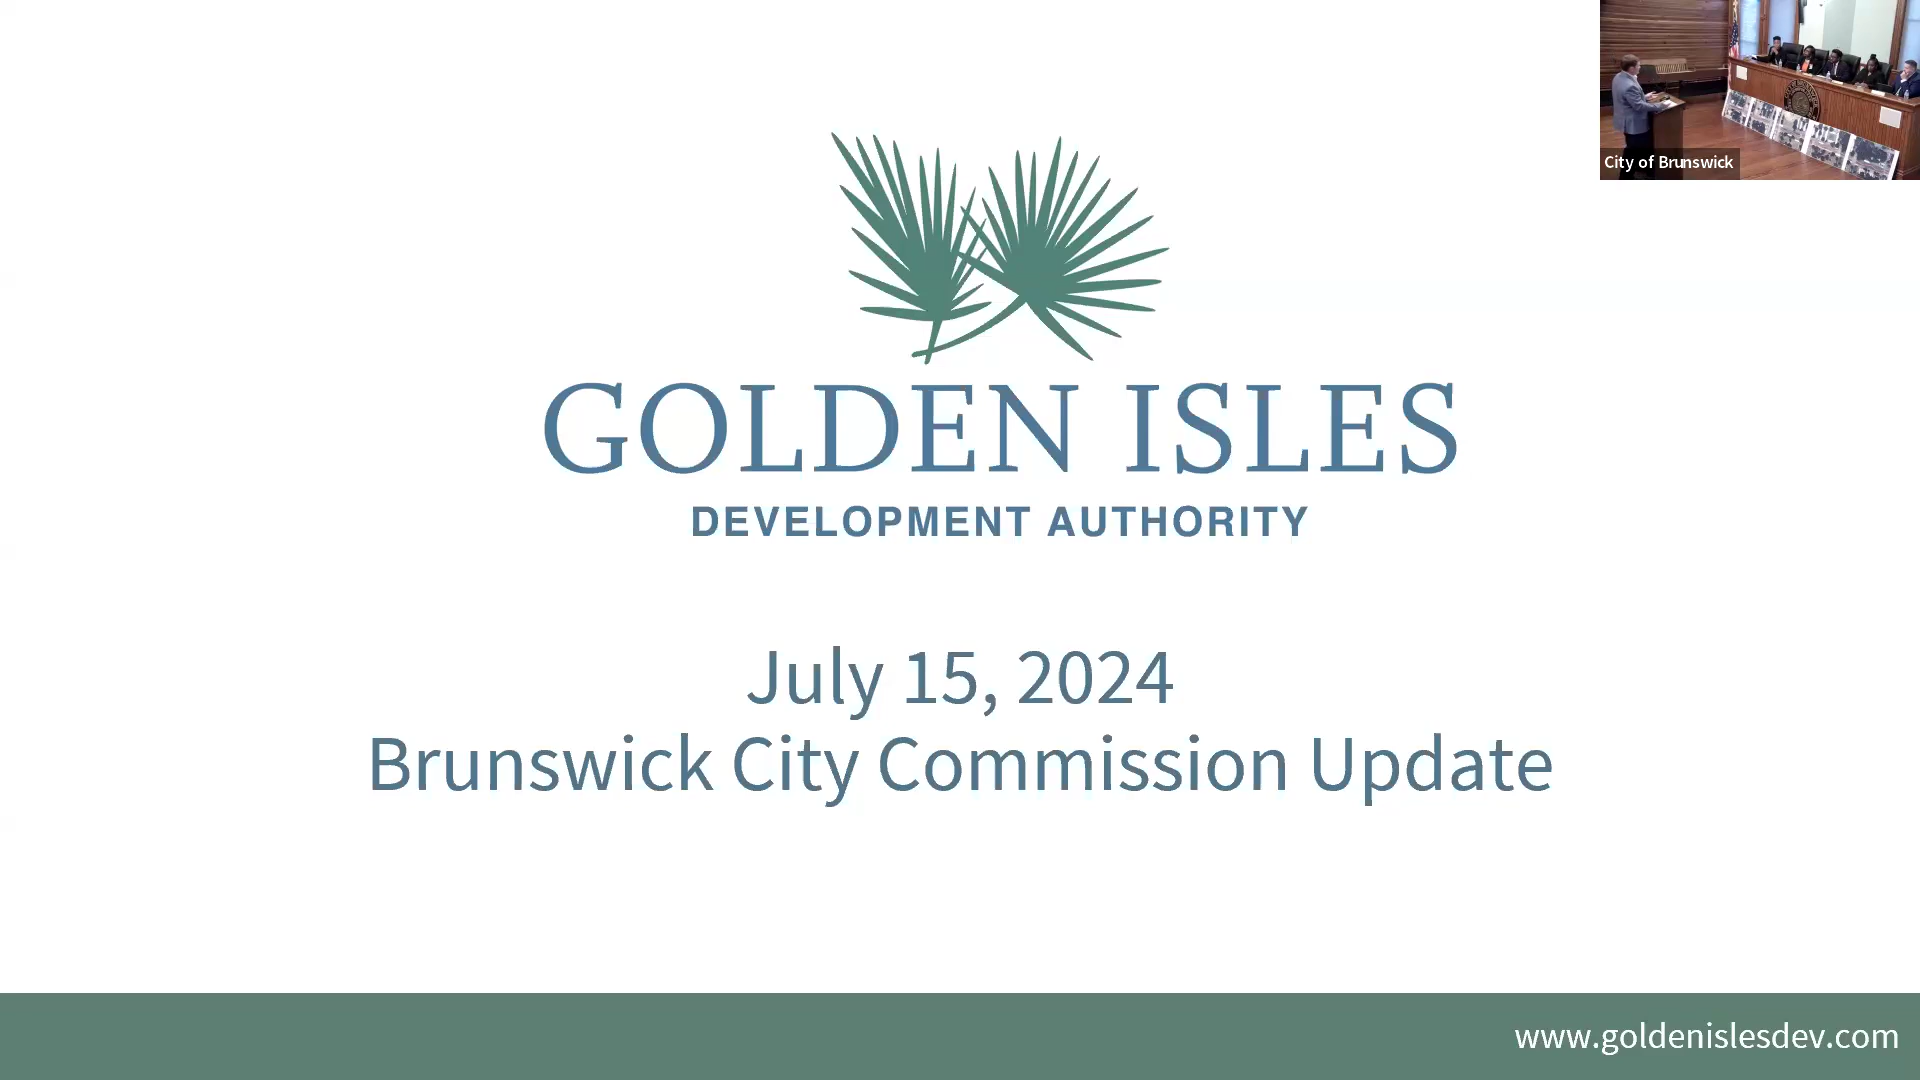 City of Brunswick
GOLDEN ISLES
DEVELOPMENT AUTHORITY
July 15, 2024
Brunswick City Commission Update
www.goldenislesdev.com